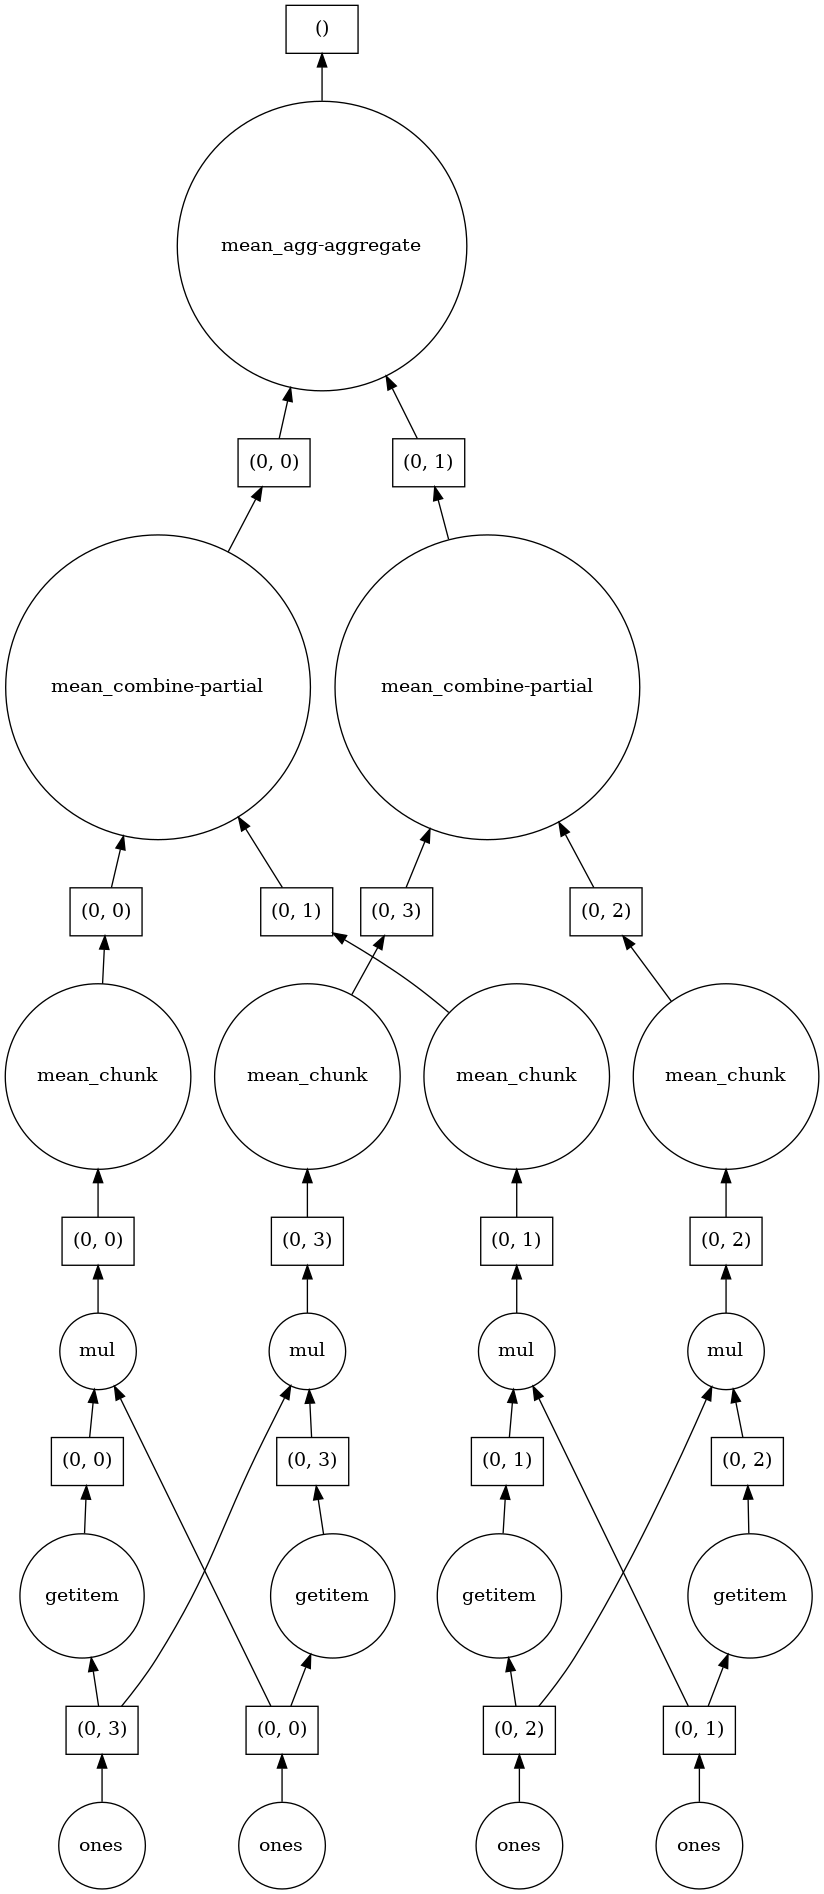 ()
mean_agg-aggregate
(0, 0)
(0, 1)
mean_combine-partial
mean_combine-partial
(0, 0)
(0, 1)
(0, 3)
(0, 2)
mean_chunk
mean_chunk
mean_chunk
mean_chunk
(0, 0)
(0, 3)
(0, 1)
(0, 2)
mul
mul
mul
mul
(0, 0)
(0, 3)
(0, 1)
(0, 2)
getitem
getitem
getitem
getitem
(0, 3)
(0, 0)
(0, 2)
(0, 1)
ones
ones
ones
ones